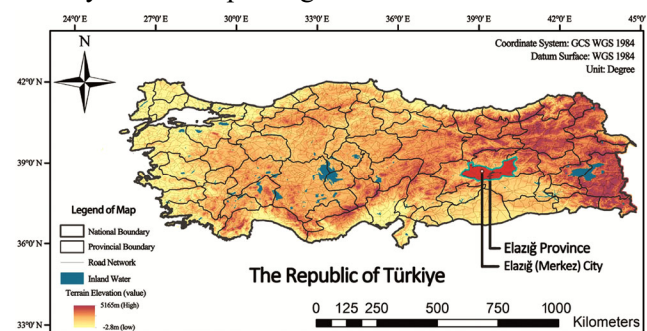 24°0'E 27°0'E 30°0'E 33°0'E 36°0'E 39°0'E 42°0'E 45°0'E
N
Coordinate System: GCS WGS 1984
Datum Surface: WGS 1984
Unit: Degree
42°0' N
39°0' N
36°0' N
33°0' N
Legend of Map
National Boundary
Provincial Boundary
Road Network
Inland Water
Terrain Elevation (value)
5165m (High)
-2.8m (low)
Elazığ Province
Elazığ (Merkez) City
The Republic of Türkiye
0 125 250 500 750 1000
Kilometers